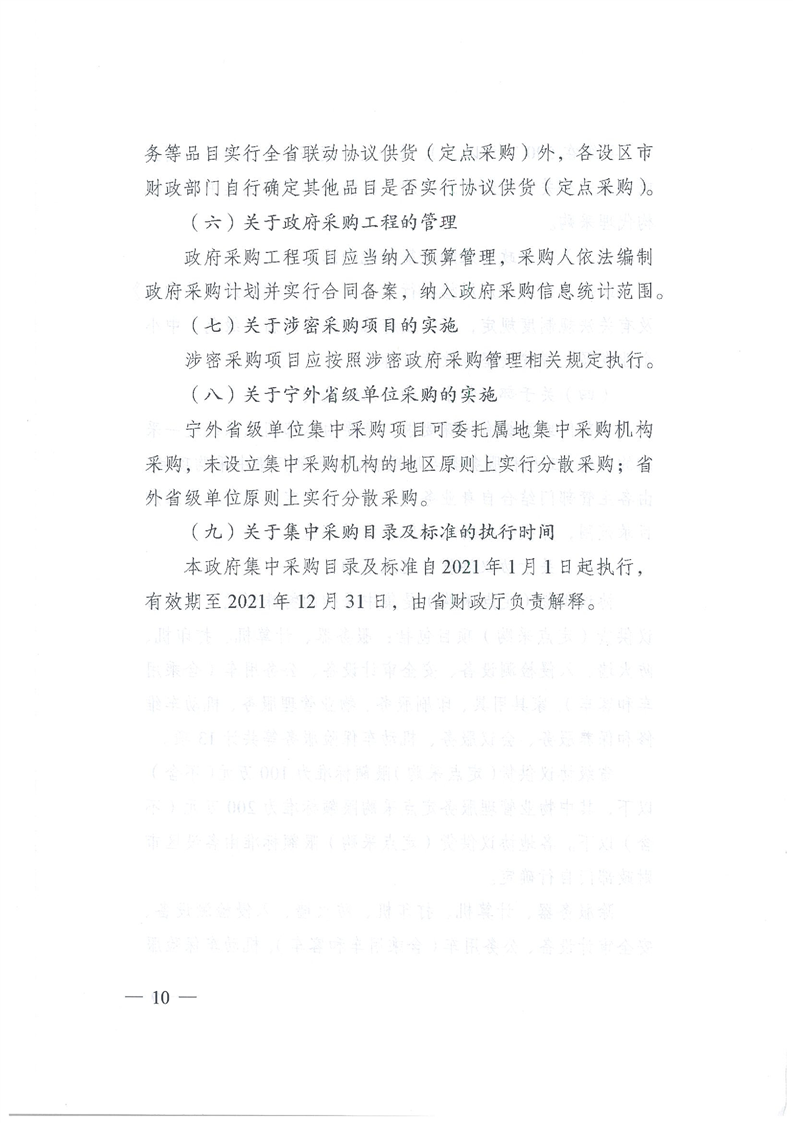 务等品目实行全省联动协议供货（定点采购）外，各设区市
财政部门自行确定其他品目是否实行协议供货（定点采购）。
（六）关于政府采购工程的管理
政府采购工程项目应当纳入预算管理，采购人依法编制
政府采购计划并实行合同备案，纳入政府采购信息统计范围。
（七）关于涉密采购项目的实施
涉密采购项目应按照涉密政府采购管理相关规定执行。
（八）关于宁外省级单位采购的实施
宁外省级单位集中采购项目可委托属地集中采购机构
采购，未设立集中采购机构的地区原则上实行分散采购；省
外省级单位原则上实行分散采购。
（九）关于集中采购目录及标准的执行时间
本政府集中采购目录及标准自2021年1月1日起执行，
有效期至2021年12月31日，由省财政厅负责解释。
— 10 —